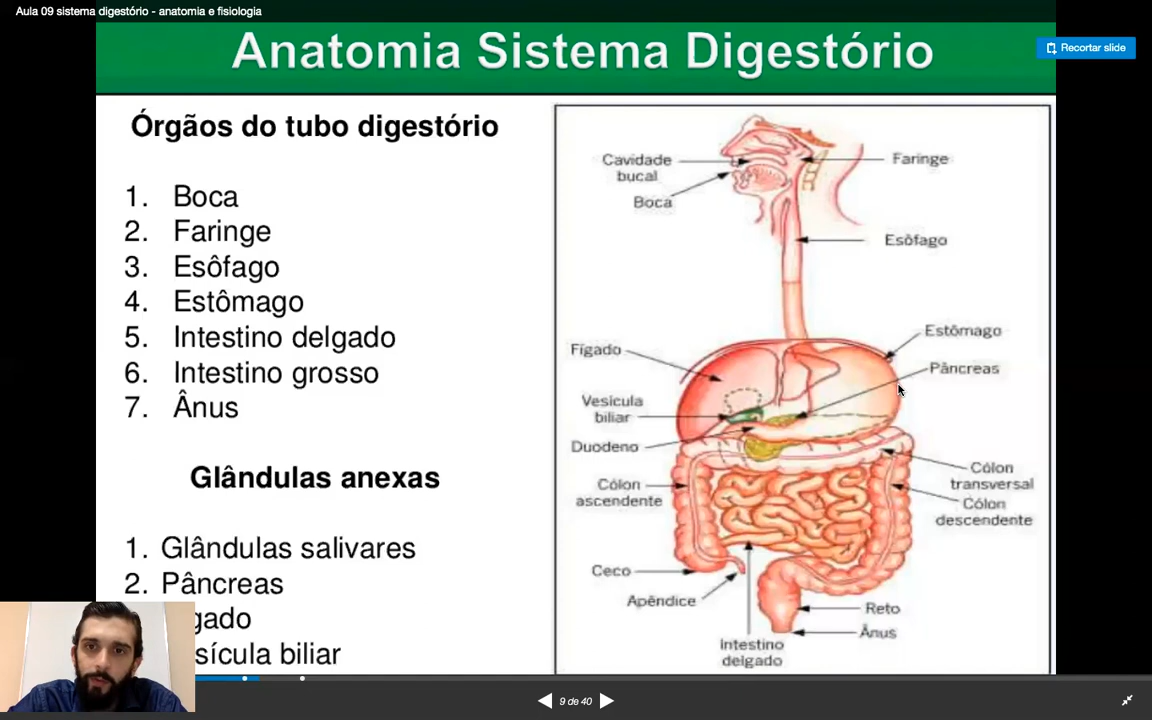 Aula 09 sistema digestório - anatomia e fisiologia
Anatomia Sistema Digestório
Recortar slide
Órgãos do tubo digestório
1. Boca
2. Faringe
3. Esôfago
4. Estômago
5. Intestino delgado
6. Intestino grosso
7. Ânus
Glândulas anexas
1. Glândulas salivares
2. Pâncreas
gado
sícula biliar
Cavidade
bucal
Boca
Faringe
Esôfago
Estômago
Pâncreas
Fígado
Vesícula
biliar
Duodeno
Cólon
ascendente
Cólon
transversal
Cólon
descendente
Ceco
Apêndice
Reto
Ânus
Intestino
delgado
9 de 40